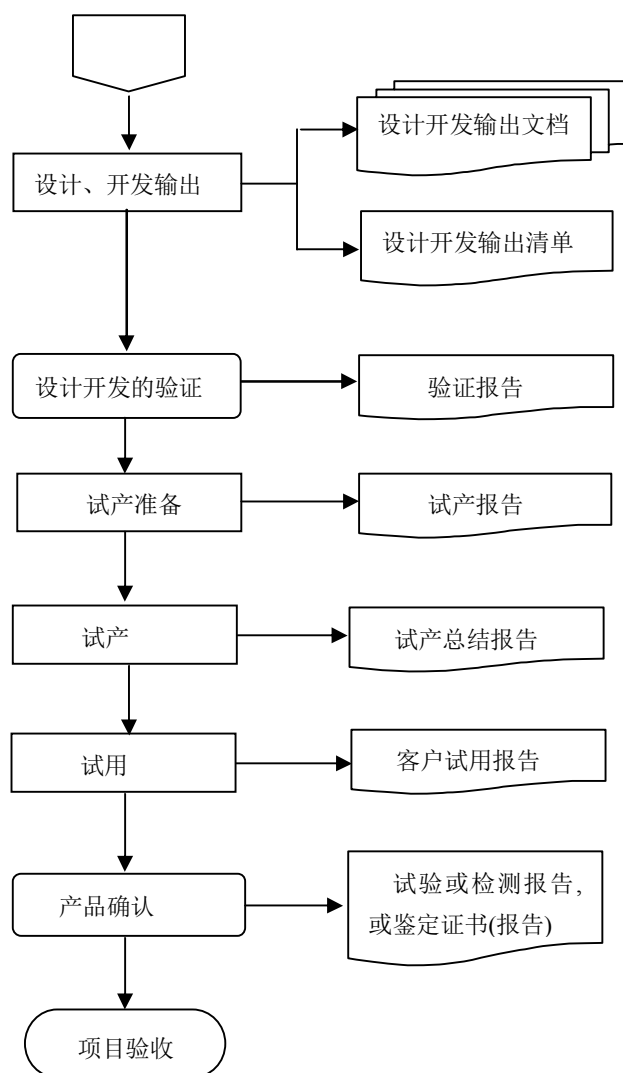 设计开发输出文档
设计、开发输出
设计开发输出清单
设计开发的验证
验证报告
试产准备
试产报告
试产
试产总结报告
试用
客户试用报告
产品确认
试验或检测报告,
或鉴定证书(报告)
项目验收